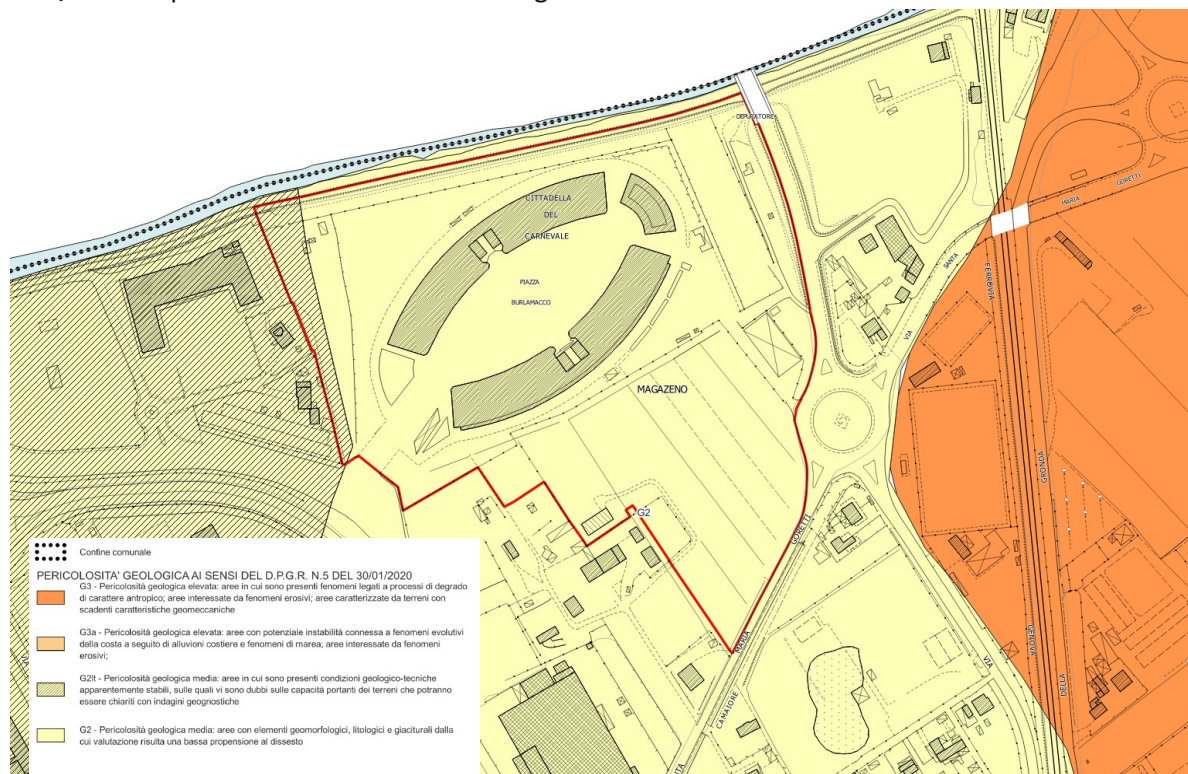 DEPURATORE
CITTADELLA
DEL
CARNEVALE
PIAZZA
BURLAMACCO
MAGAZENO
G2
MARIA
GORETTI
SANTA
VIA
MARIA
GORETTI
FERROVIA
GENOVA
GENOVA
DELLA
VIA
CAMAIORE
Confine comunale
PERICOLOSITA' GEOLOGICA AI SENSI DEL D.P.G.R. N.5 DEL 30/01/2020
G3 - Pericolosità geologica elevata: aree in cui sono presenti fenomeni legati a processi di degrado
di carattere antropico; aree interessate da fenomeni erosivi; aree caratterizzate da terreni con
scadenti caratteristiche geomeccaniche
G3a - Pericolosità geologica elevata: aree con potenziale instabilità connessa a fenomeni evolutivi
della costa a seguito di alluvioni costiere e fenomeni di marea; aree interessate da fenomeni
erosivi;
G2lt - Pericolosità geologica media: aree in cui sono presenti condizioni geologico-tecniche
apparentemente stabili, sulle quali vi sono dubbi sulle capacità portanti dei terreni che potranno
essere chiariti con indagini geognostiche
G2 - Pericolosità geologica media: aree con elementi geomorfologici, litologici e giaciturali dalla
cui valutazione risulta una bassa propensione al dissesto